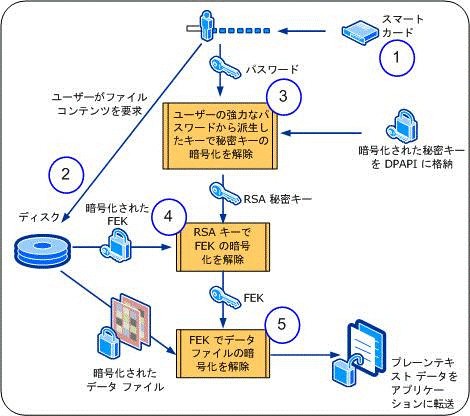 スマート
カード
1
パスワード
ユーザーがファイル
コンテンツを要求
3
ユーザーの強力なパ
スワードから派生し
たキーで秘密キーの
暗号化を解除
暗号化された秘密キー
を DPAPI に格納
2
RSA 秘密キー
ディスク
暗号化された
FEK
4
RSA キーで
FEK の暗号
化を解除
FEK
5
FEK でデータ
ファイルの暗
号化を解除
暗号化された
データ ファイル
プレーンテキ
スト データを
アプリケー
ションに転送